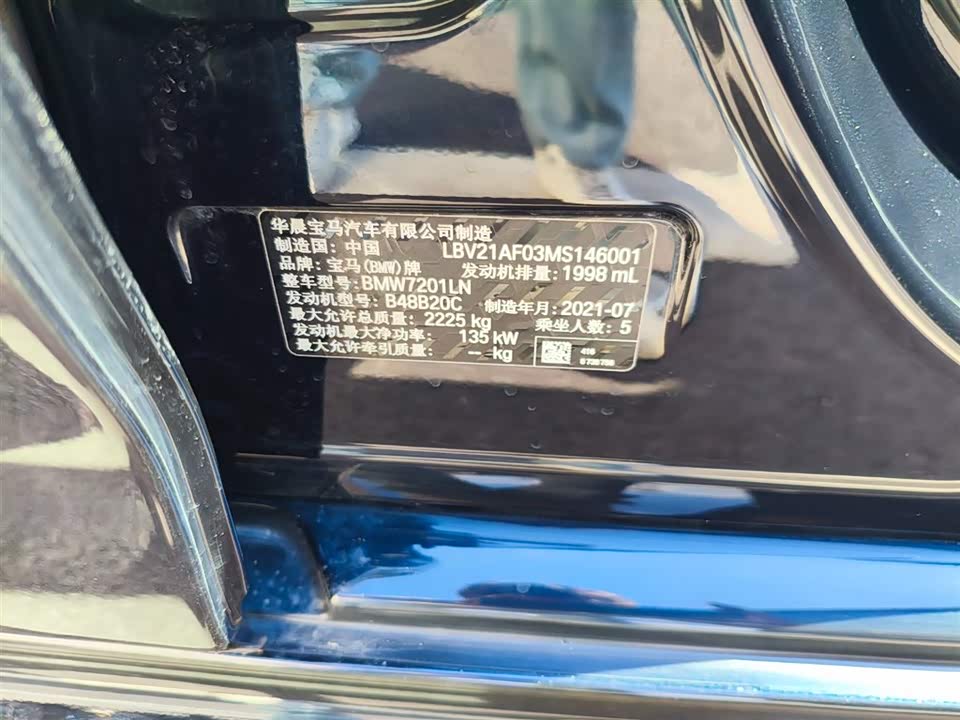 华晨宝马汽车有限公司制造
制造国：中国 LBV21AF03MS146001
品牌：宝马(BMW)牌 发动机排量：1998 mL
整车型号：BMW7201LN
发动机型号：B48B20C 制造年月：2021-07
最大允许总质量：2225 kg 乘坐人数：5
发动机最大净功率：135 kW
最大允许牵引质量：-- kg
416